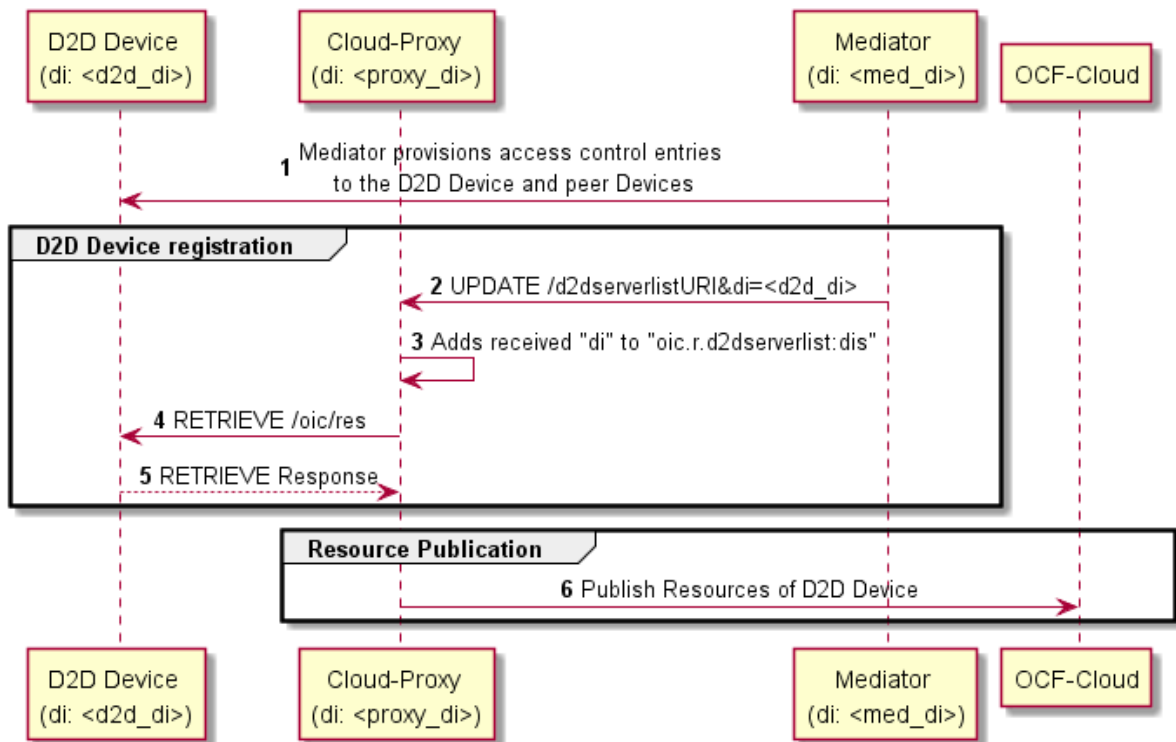 D2D Device
(di: <d2d_di>)
Cloud-Proxy
(di: <proxy_di>)
Mediator
(di: <med_di>)
OCF-Cloud
1 Mediator provisions access control entries
to the D2D Device and peer Devices
D2D Device registration
2 UPDATE /d2dserverlistURI&di=<d2d_di>
3 Adds received "di" to "oic.r.d2dserverlist:dis"
4 RETRIEVE /oic/res
5 RETRIEVE Response
Resource Publication
6 Publish Resources of D2D Device
D2D Device
(di: <d2d_di>)
Cloud-Proxy
(di: <proxy_di>)
Mediator
(di: <med_di>)
OCF-Cloud